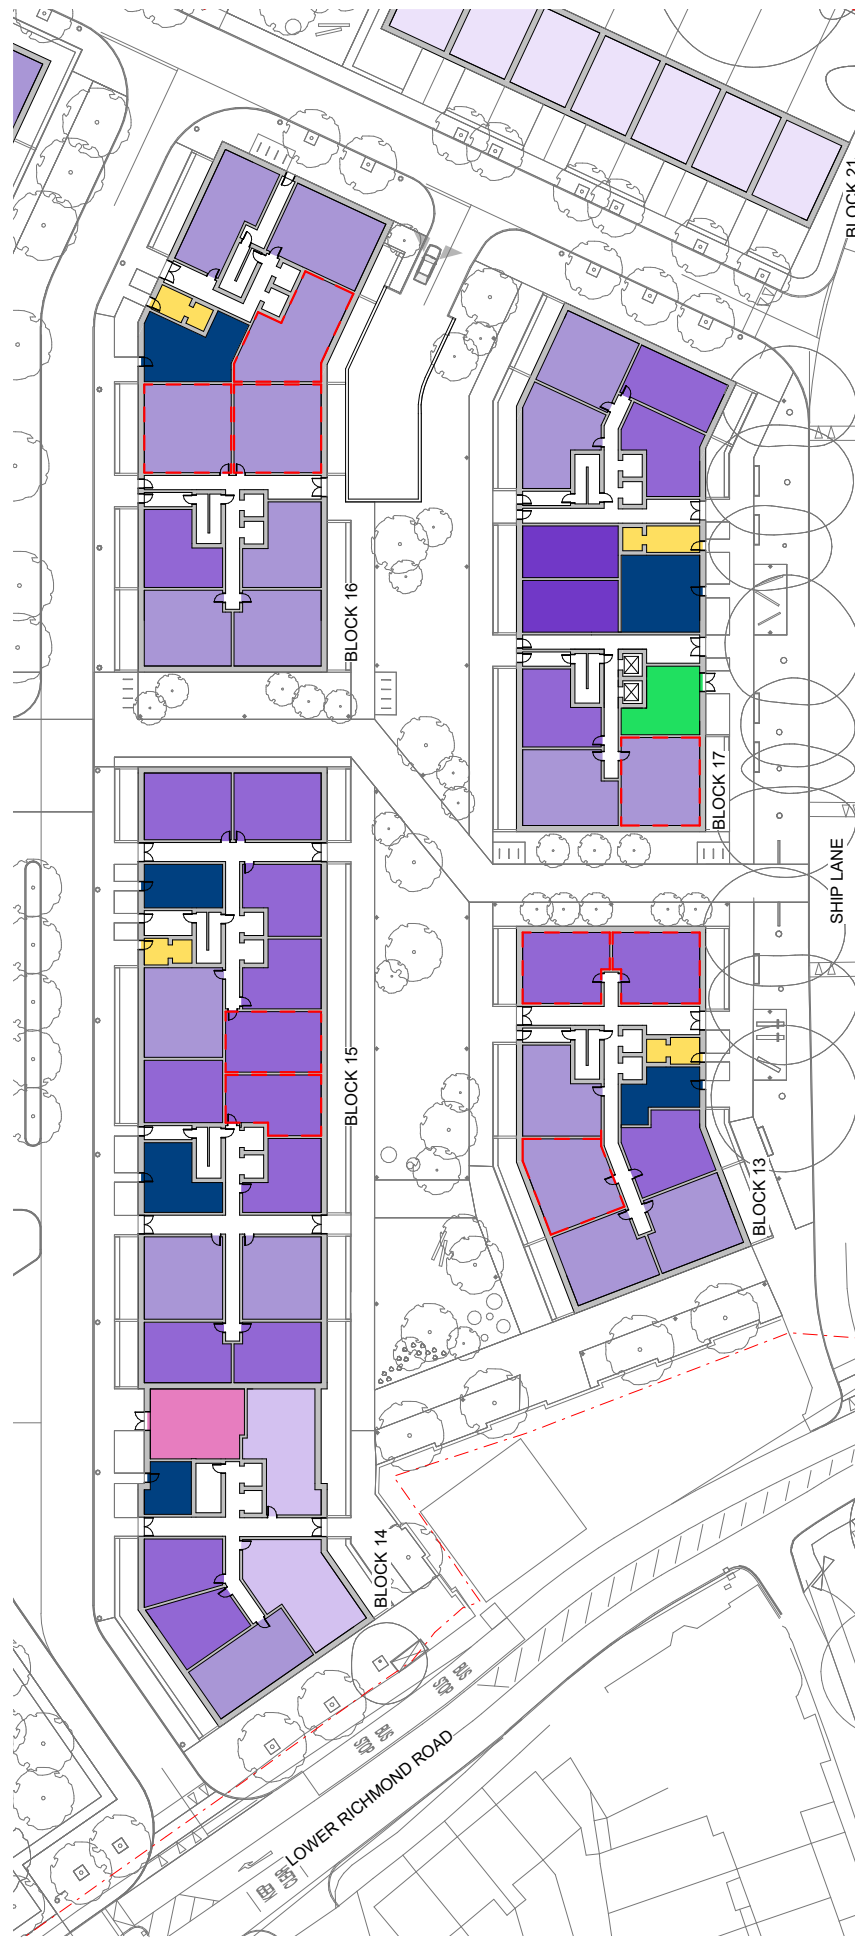 BLOCK 21
BLOCK 16
BLOCK 17
SHIP LANE
BLOCK 15
BLOCK 13
BLOCK 14
BUS
STOP
BUS
STOP
LOWER RICHMOND ROAD